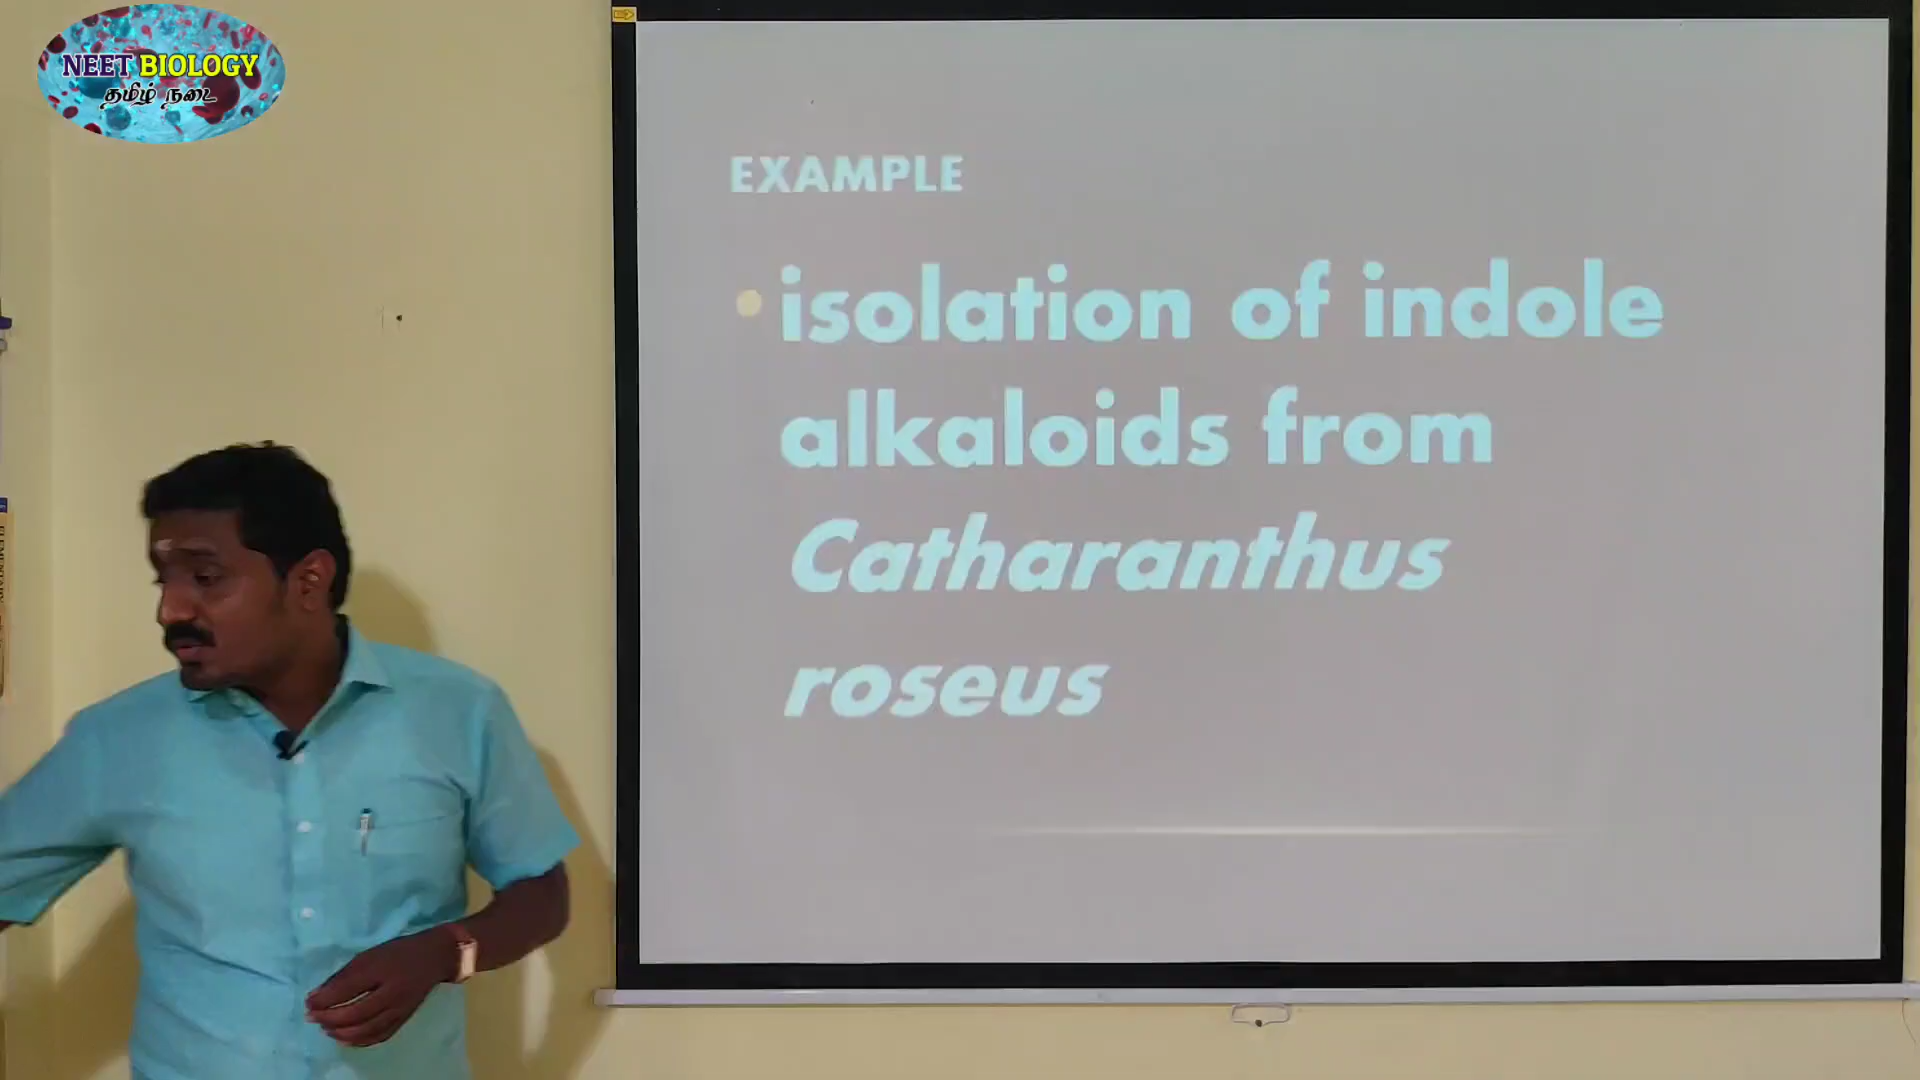 NEET BIOLOGY
தமிழ் நடை
EXAMPLE
isolation of indole
alkaloids from
Catharanthus
roseus